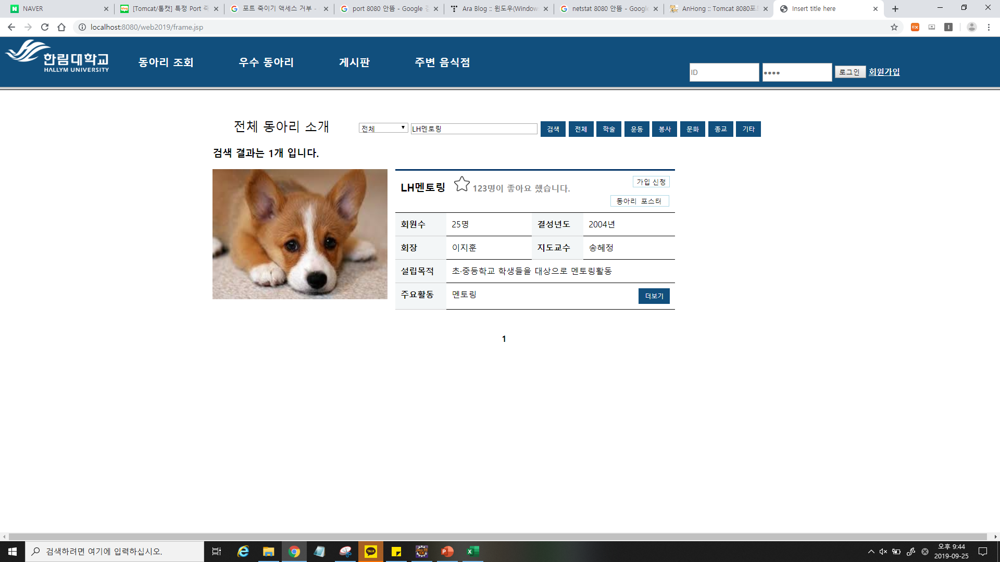 NAVER
[Tomcat/톰캣] 특정 Port 죽
포트 죽이기 액세스 거부 -
port 8080 안뜸 - Google 검
Ara Blog :: 윈도우(Window
netstat 8080 안뜸 - Google
AnHong :: Tomcat 8080포트
Insert title here
localhost:8080/web2019/frame.jsp
한림대학교
HALLYM UNIVERSITY
동아리 조회 우수 동아리 게시판 주변 음식점
ID 로그인 회원가입
전체 동아리 소개 전체 LH멘토링 검색 전체 학술 운동 봉사 문화 종교 기타
검색 결과는 1개 입니다.
LH멘토링 123명이 좋아요 했습니다. 가입 신청
동아리 포스터
회원수 25명 결성년도 2004년
회장 이지훈 지도교수 송혜정
설립목적 초·중등학교 학생들을 대상으로 멘토링활동
주요활동 멘토링 더보기
1
검색하려면 여기에 입력하십시오.
TALK
오후 9:44
2019-09-25